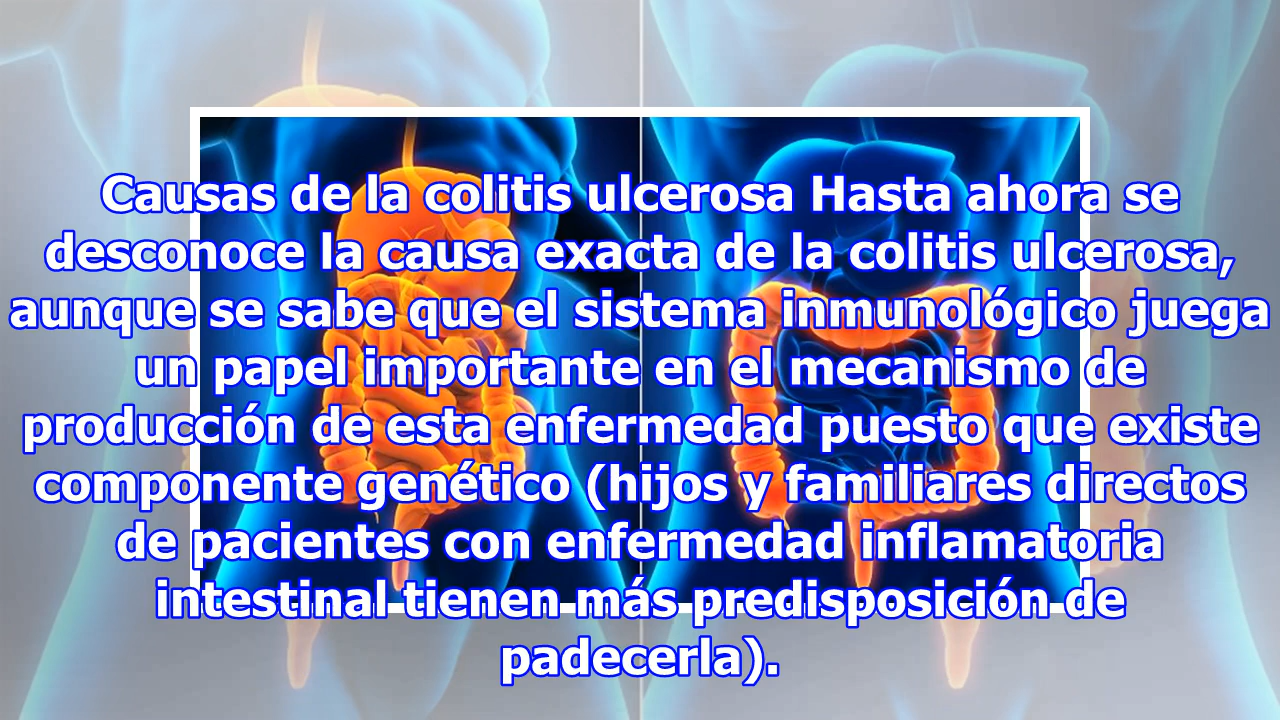 Causas de la colitis ulcerosa Hasta ahora se
desconoce la causa exacta de la colitis ulcerosa,
aunque se sabe que el sistema inmunológico juega
un papel importante en el mecanismo de
producción de esta enfermedad puesto que existe
componente genético (hijos y familiares directos
de pacientes con enfermedad inflamatoria
intestinal tienen más predisposición de
padecerla).